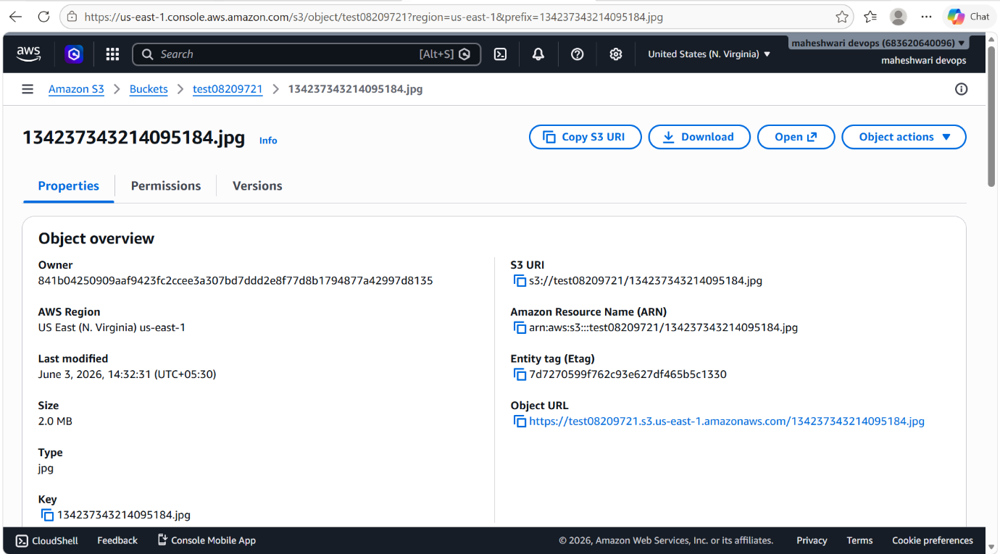 https://us-east-1.console.aws.amazon.com/s3/object/test08209721?region=us-east-1&prefix=134237343214095184.jpg
Chat
aws
Search [Alt+S]
United States (N. Virginia)
maheshwari devops (683620640096)
maheshwari devops
Amazon S3
Buckets
test08209721
134237343214095184.jpg
134237343214095184.jpg
Info
Copy S3 URI
Download
Open
Object actions
Properties
Permissions
Versions
Object overview
Owner
841b04250909aaf9423fc2ccee3a307bd7ddd2e8f77d8b1794877a42997d8135
AWS Region
US East (N. Virginia) us-east-1
Last modified
June 3, 2026, 14:32:31 (UTC+05:30)
Size
2.0 MB
Type
jpg
Key
134237343214095184.jpg
S3 URI
s3://test08209721/134237343214095184.jpg
Amazon Resource Name (ARN)
arn:aws:s3:::test08209721/134237343214095184.jpg
Entity tag (Etag)
7d7270599f762c93e627df465b5c1330
Object URL
https://test08209721.s3.us-east-1.amazonaws.com/134237343214095184.jpg
CloudShell
Feedback
Console Mobile App
© 2026, Amazon Web Services, Inc. or its affiliates.
Privacy
Terms
Cookie preferences